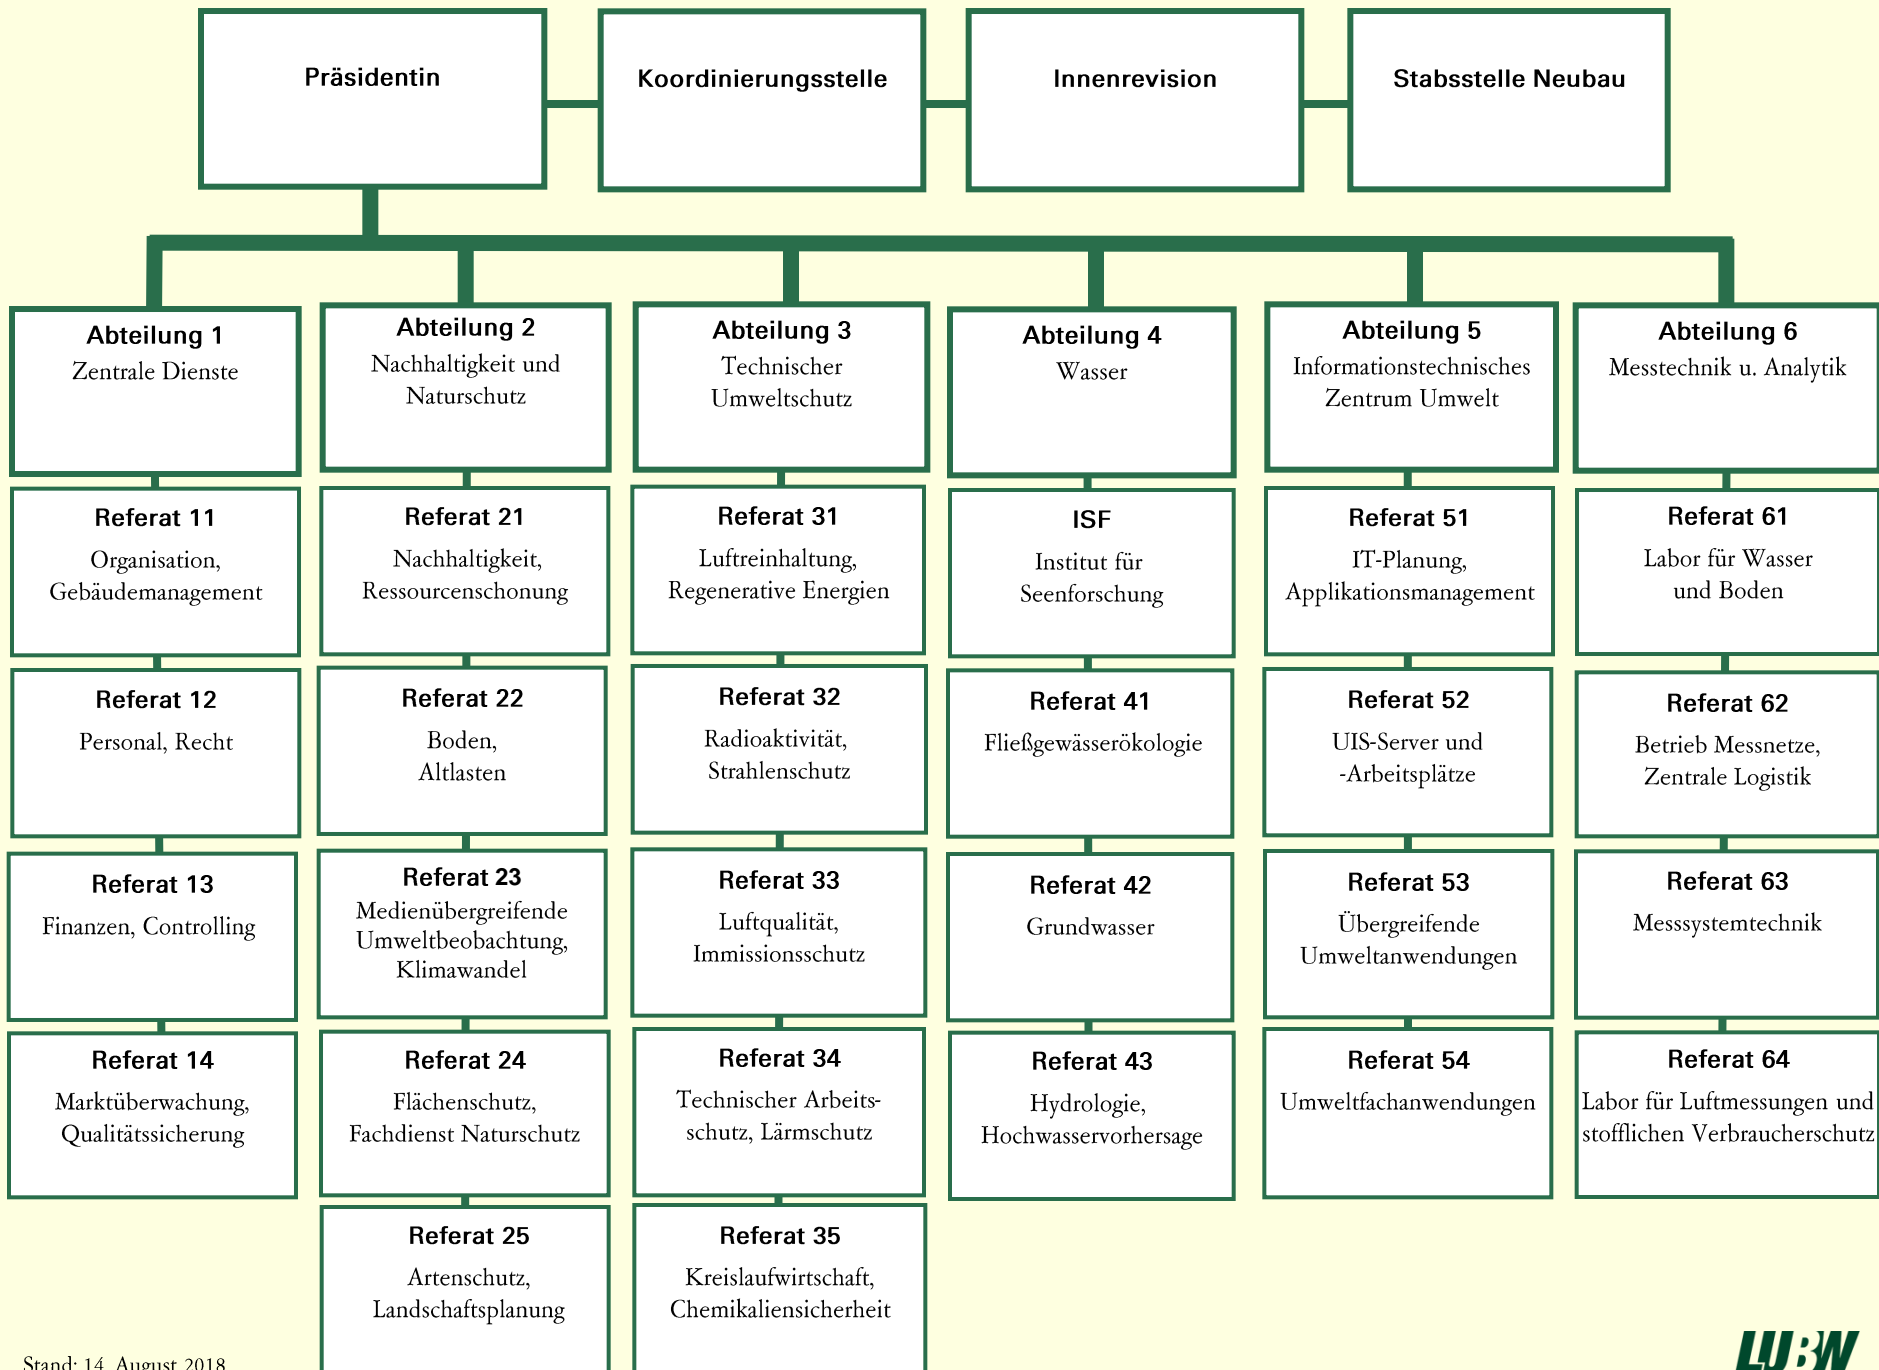 Präsidentin
Koordinierungsstelle
Innenrevision
Stabsstelle Neubau
Abteilung 1
Zentrale Dienste
Referat 11
Organisation,
Gebäudemanagement
Referat 12
Personal, Recht
Referat 13
Finanzen, Controlling
Referat 14
Marktüberwachung,
Qualitätssicherung
Abteilung 2
Nachhaltigkeit und
Naturschutz
Referat 21
Nachhaltigkeit,
Ressourcenschonung
Referat 22
Boden,
Altlasten
Referat 23
Medienübergreifende
Umweltbeobachtung,
Klimawandel
Referat 24
Flächenschutz,
Fachdienst Naturschutz
Referat 25
Artenschutz,
Landschaftsplanung
Abteilung 3
Technischer
Umweltschutz
Referat 31
Luftreinhaltung,
Regenerative Energien
Referat 32
Radioaktivität,
Strahlenschutz
Referat 33
Luftqualität,
Immissionsschutz
Referat 34
Technischer Arbeits-
schutz, Lärmschutz
Referat 35
Kreislaufwirtschaft,
Chemikaliensicherheit
Abteilung 4
Wasser
ISF
Institut für
Seenforschung
Referat 41
Fließgewässerökologie
Referat 42
Grundwasser
Referat 43
Hydrologie,
Hochwasservorhersage
Abteilung 5
Informationstechnisches
Zentrum Umwelt
Referat 51
IT-Planung,
Applikationsmanagement
Referat 52
UIS-Server und
-Arbeitsplätze
Referat 53
Übergreifende
Umweltanwendungen
Referat 54
Umweltfachanwendungen
Abteilung 6
Messtechnik u. Analytik
Referat 61
Labor für Wasser
und Boden
Referat 62
Betrieb Messnetze,
Zentrale Logistik
Referat 63
Messsystemtechnik
Referat 64
Labor für Luftmessungen und
stofflichen Verbraucherschutz
Stand: 14. August 2018
LUBW